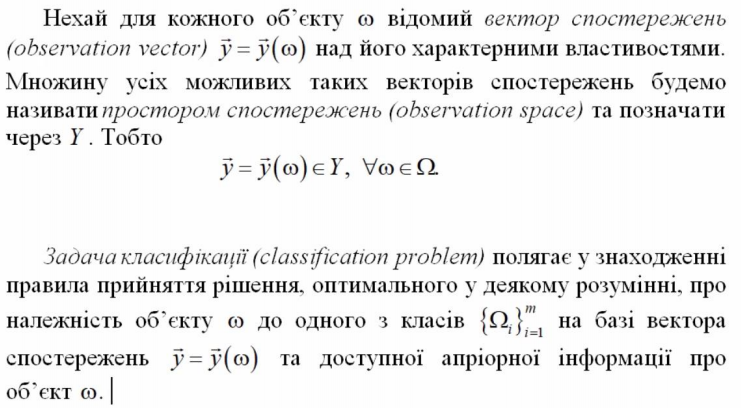 Нехай для кожного об’єкту ω відомий вектор спостережень
(observation vector) y⃗ = y⃗(ω) над його характерними властивостями.
Множину усіх можливих таких векторів спостережень будемо
називати простором спостережень (observation space) та позначати
через Y . Тобто
y⃗ = y⃗(ω) ∈ Y, ∀ω ∈ Ω.
Задача класифікації (classification problem) полягає у знаходженні
правила прийняття рішення, оптимального у деякому розумінні, про
належність об’єкту ω до одного з класів {Ωᵢ}ᵢ₌₁ᵐ на базі вектора
спостережень y⃗ = y⃗(ω) та доступної апріорної інформації про
об’єкт ω.